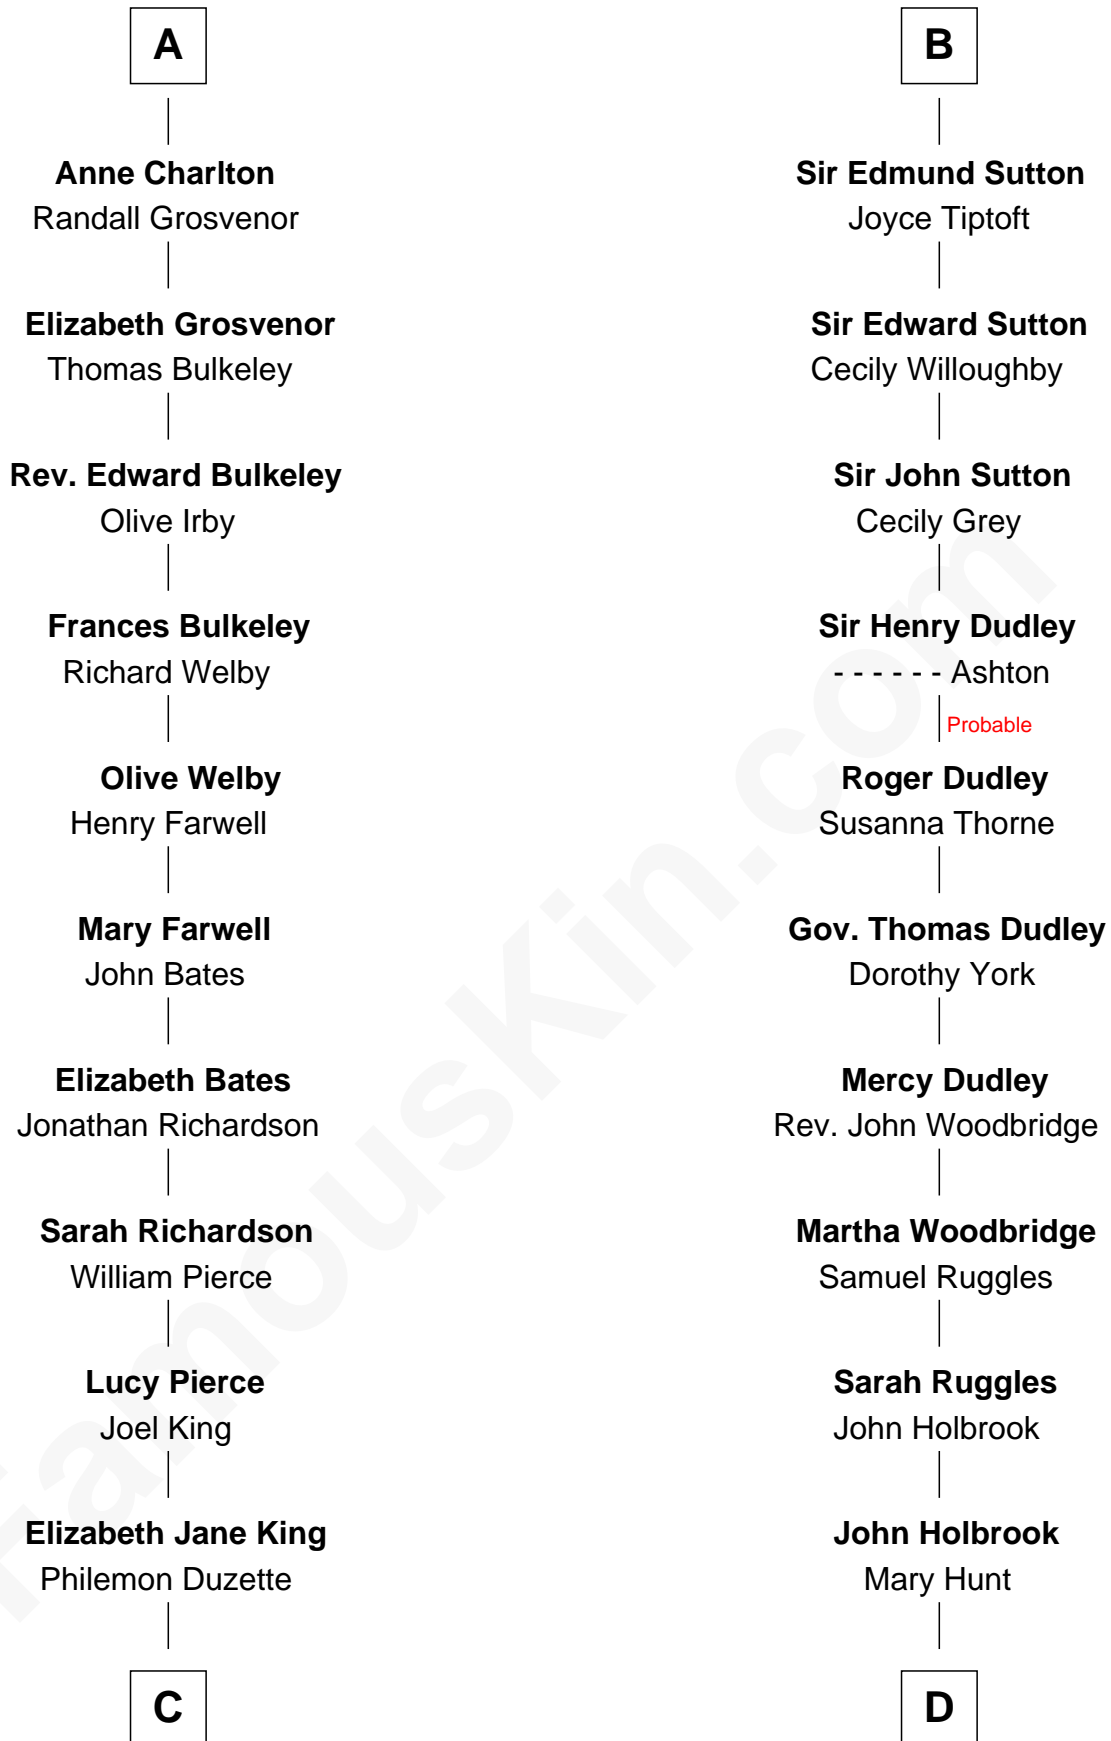 A
Anne Charlton
Randall Grosvenor
Elizabeth Grosvenor
Thomas Bulkeley
Rev. Edward Bulkeley
Olive Irby
Frances Bulkeley
Richard Welby
Olive Welby
Henry Farwell
Mary Farwell
John Bates
Elizabeth Bates
Jonathan Richardson
Sarah Richardson
William Pierce
Lucy Pierce
Joel King
Elizabeth Jane King
Philemon Duzette
C
B
Sir Edmund Sutton
Joyce Tiptoft
Sir Edward Sutton
Cecily Willoughby
Sir John Sutton
Cecily Grey
Sir Henry Dudley
- - - - - - Ashton
Probable
Roger Dudley
Susanna Thorne
Gov. Thomas Dudley
Dorothy York
Mercy Dudley
Rev. John Woodbridge
Martha Woodbridge
Samuel Ruggles
Sarah Ruggles
John Holbrook
John Holbrook
Mary Hunt
D
FamousKin.com